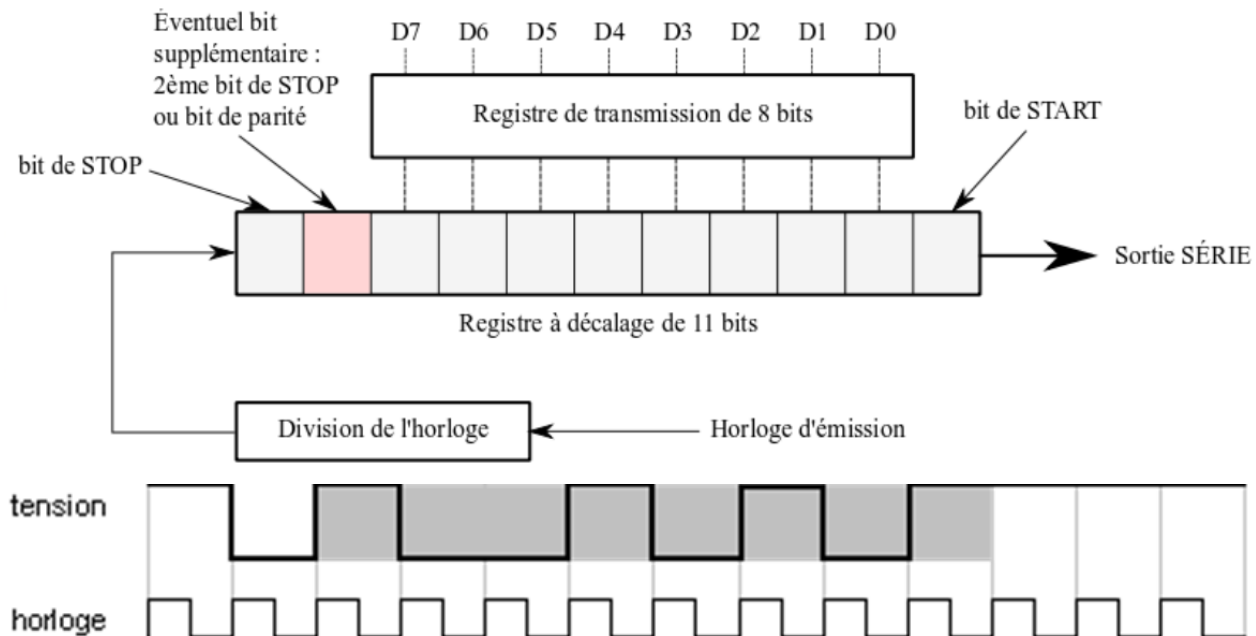 Éventuel bit
supplémentaire :
2ème bit de STOP
ou bit de parité
D7 D6 D5 D4 D3 D2 D1 D0
Registre de transmission de 8 bits
bit de START
bit de STOP
Sortie SÉRIE
Registre à décalage de 11 bits
Division de l'horloge
Horloge d'émission
tension
horloge